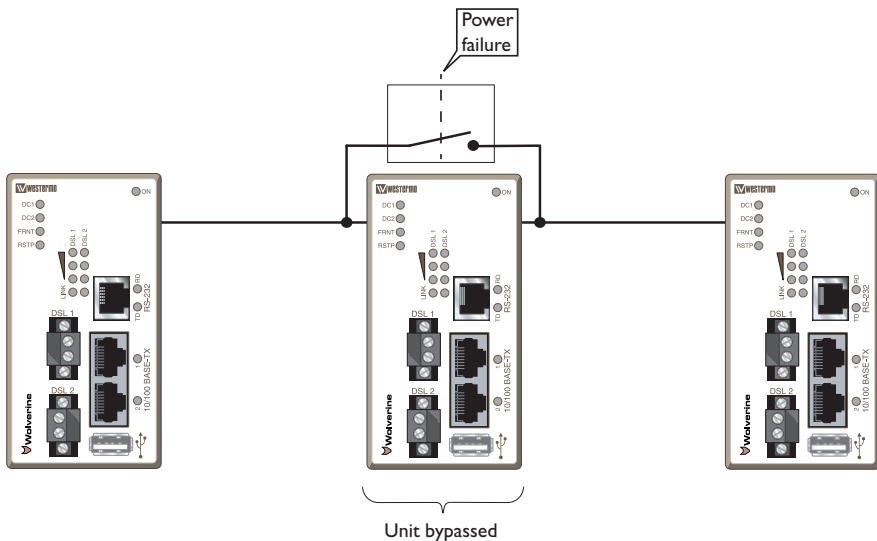 Power
failure
Westermo
ON
DC1
DC2
FRNT
RSTP
DSL 1
DSL 2
LINK
RD
TD
RS-232
DSL 1
DSL 2
1
2
10/100 BASE-TX
Wolverine
Westermo
ON
DC1
DC2
FRNT
RSTP
DSL 1
DSL 2
LINK
RD
TD
RS-232
DSL 1
DSL 2
1
2
10/100 BASE-TX
Wolverine
Westermo
ON
DC1
DC2
FRNT
RSTP
DSL 1
DSL 2
LINK
RD
TD
RS-232
DSL 1
DSL 2
1
2
10/100 BASE-TX
Wolverine
Unit bypassed